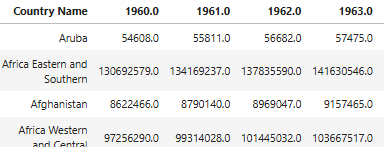 Country Name 1960.0 1961.0 1962.0 1963.0
Aruba 54608.0 55811.0 56682.0 57475.0
Africa Eastern and
Southern 130692579.0 134169237.0 137835590.0 141630546.0
Afghanistan 8622466.0 8790140.0 8969047.0 9157465.0
Africa Western
and Central 97256290.0 99314028.0 101445032.0 103667517.0